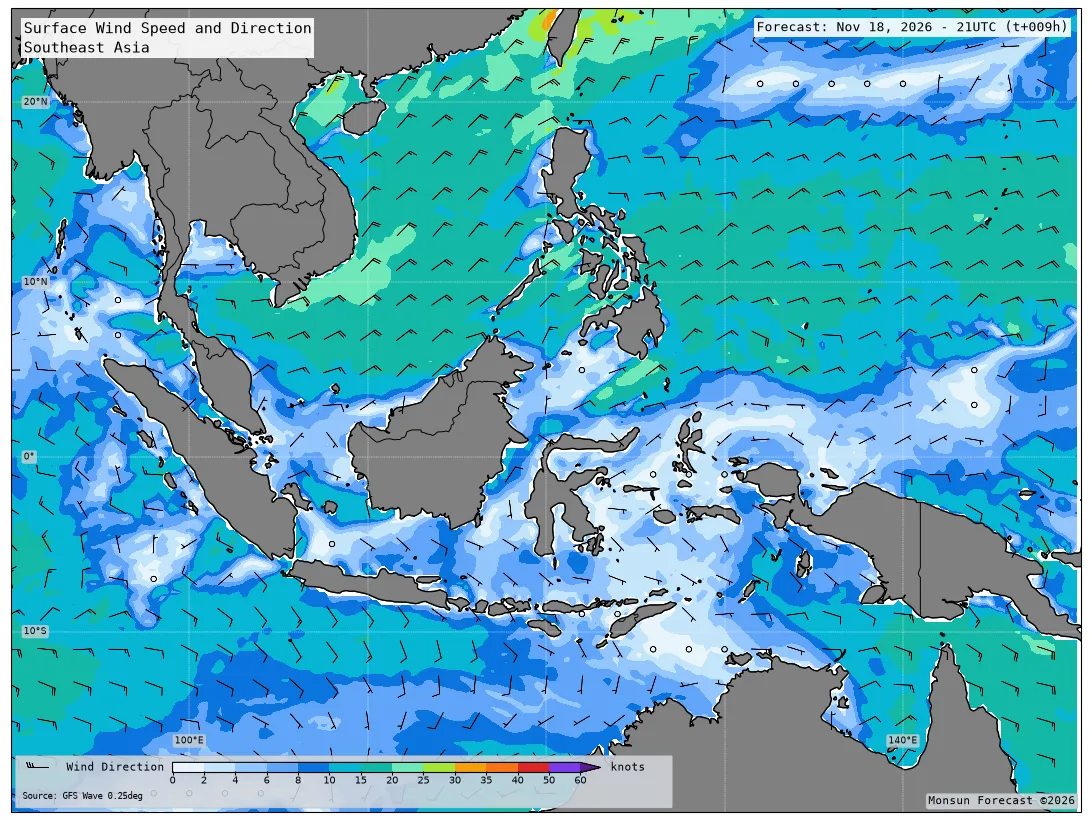 Surface Wind Speed and Direction
Southeast Asia
Forecast: Nov 18, 2026 - 21UTC (t+009h)
20°N
10°N
0°
10°S
100°E
140°E
Wind Direction
0 2 4 6 8 10 15 20 25 30 35 40 50 60
knots
Source: GFS Wave 0.25deg
Monsun Forecast ©2026